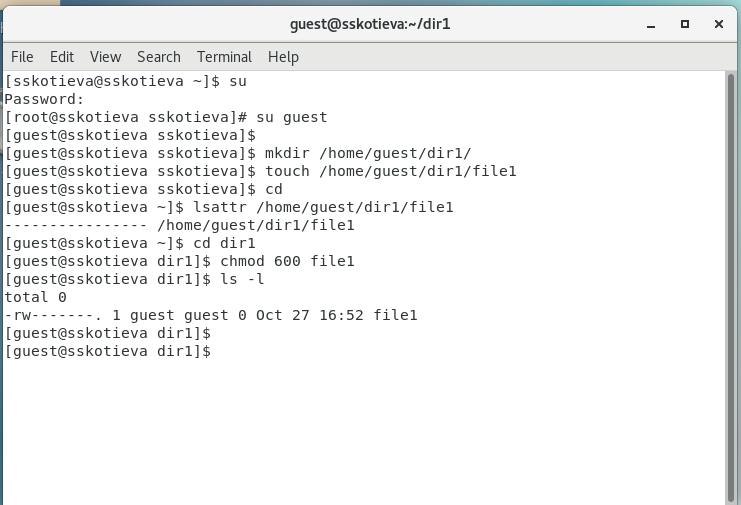 guest@sskotieva:~/dir1
File Edit View Search Terminal Help
[sskotieva@sskotieva ~]$ su
Password:
[root@sskotieva sskotieva]# su guest
[guest@sskotieva sskotieva]$
[guest@sskotieva sskotieva]$ mkdir /home/guest/dir1/
[guest@sskotieva sskotieva]$ touch /home/guest/dir1/file1
[guest@sskotieva sskotieva]$ cd
[guest@sskotieva ~]$ lsattr /home/guest/dir1/file1
---------------- /home/guest/dir1/file1
[guest@sskotieva ~]$ cd dir1
[guest@sskotieva dir1]$ chmod 600 file1
[guest@sskotieva dir1]$ ls -l
total 0
-rw-------. 1 guest guest 0 Oct 27 16:52 file1
[guest@sskotieva dir1]$
[guest@sskotieva dir1]$